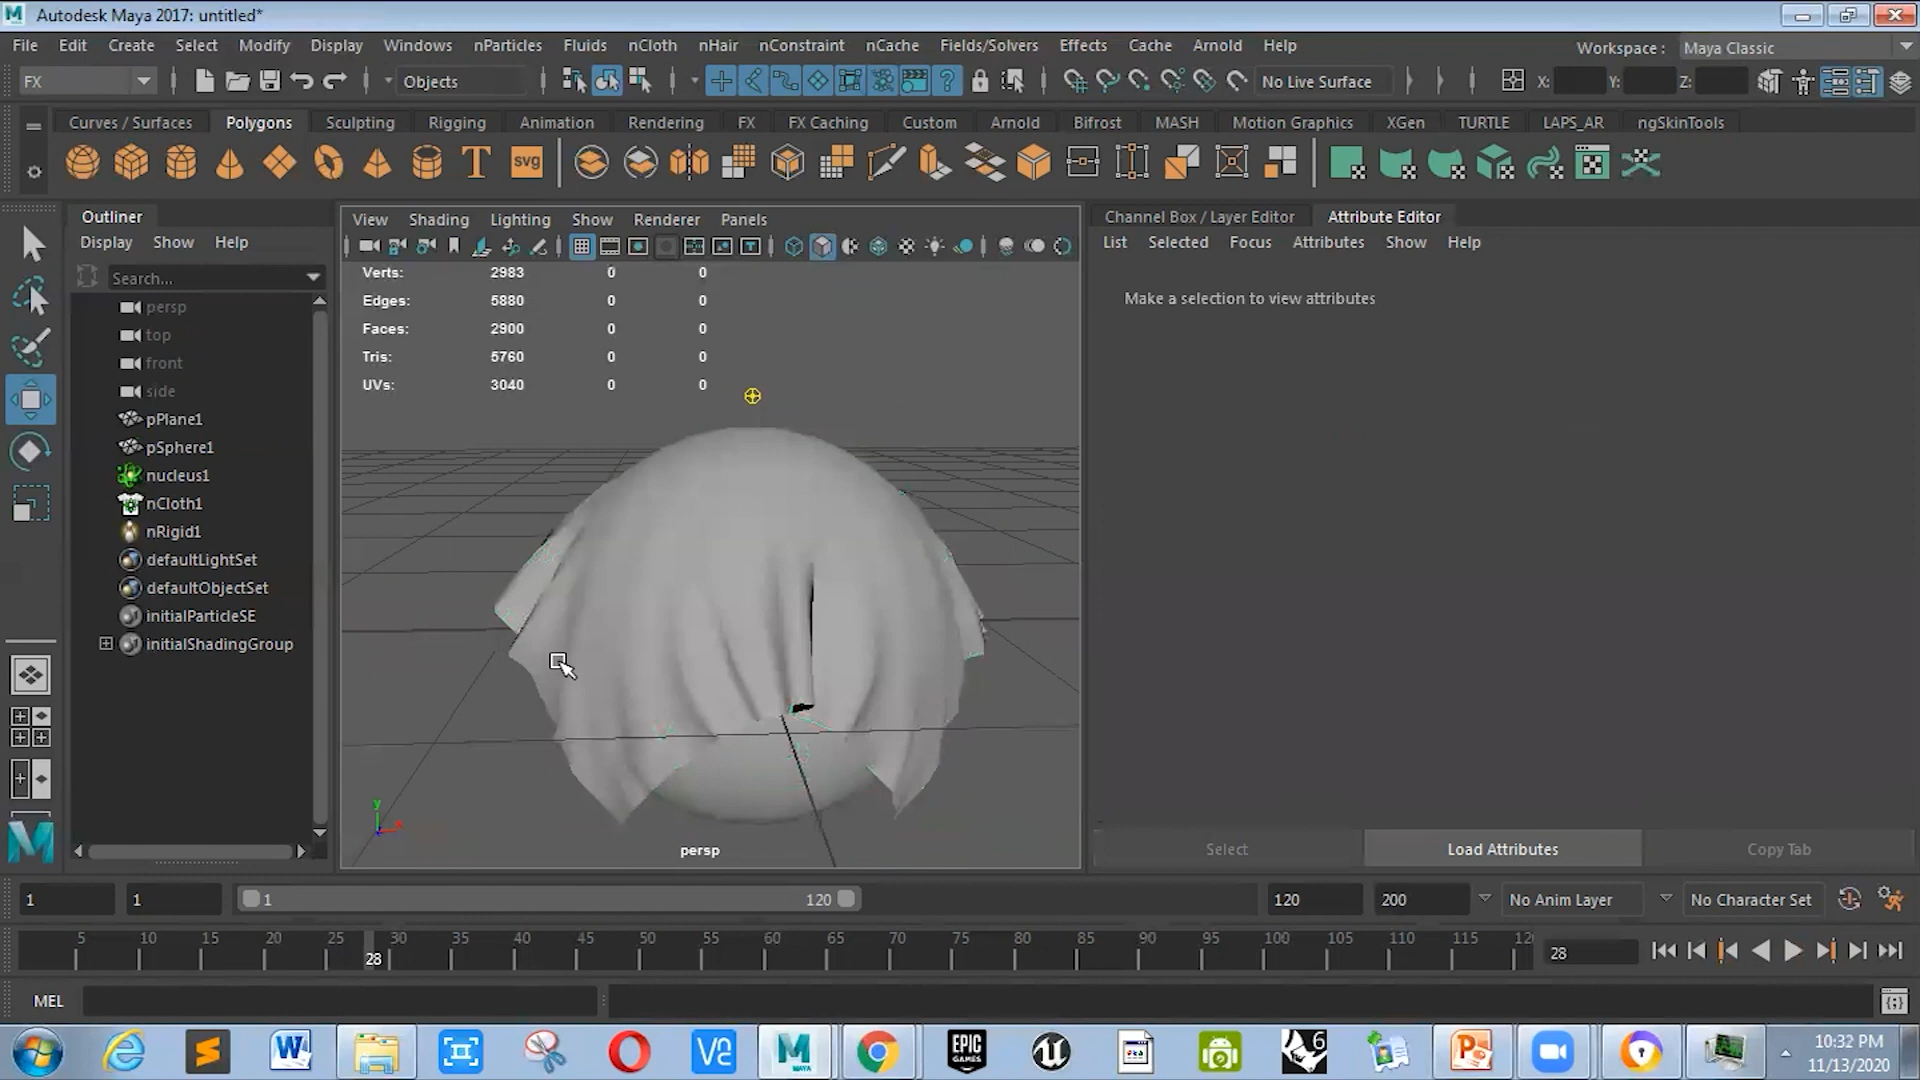 Autodesk Maya 2017: untitled*
File Edit Create Select Modify Display Windows nParticles Fluids nCloth nHair nConstraint nCache Fields/Solvers Effects Cache Arnold Help Workspace : Maya Classic
FX Objects No Live Surface X: Y: Z:
Curves / Surfaces Polygons Sculpting Rigging Animation Rendering FX FX Caching Custom Arnold Bifrost MASH Motion Graphics XGen TURTLE LAPS_AR ngSkinTools
T svg
Outliner View Shading Lighting Show Renderer Panels Channel Box / Layer Editor Attribute Editor
Display Show Help List Selected Focus Attributes Show Help
Search...
Verts: 2983 0 0
Edges: 5880 0 0
Faces: 2900 0 0
Tris: 5760 0 0
UVs: 3040 0 0
Make a selection to view attributes
persp
top
front
side
pPlane1
pSphere1
nucleus1
nCloth1
nRigid1
defaultLightSet
defaultObjectSet
initialParticleSE
initialShadingGroup
y
persp
Select Load Attributes Copy Tab
1 1 1 120 120 200 No Anim Layer No Character Set
5 10 15 20 25 30 35 40 45 50 55 60 65 70 75 80 85 90 95 100 105 110 115 12
28 28
MEL
W V2 M MAYA EPIC GAMES 6 P
10:32 PM
11/13/2020